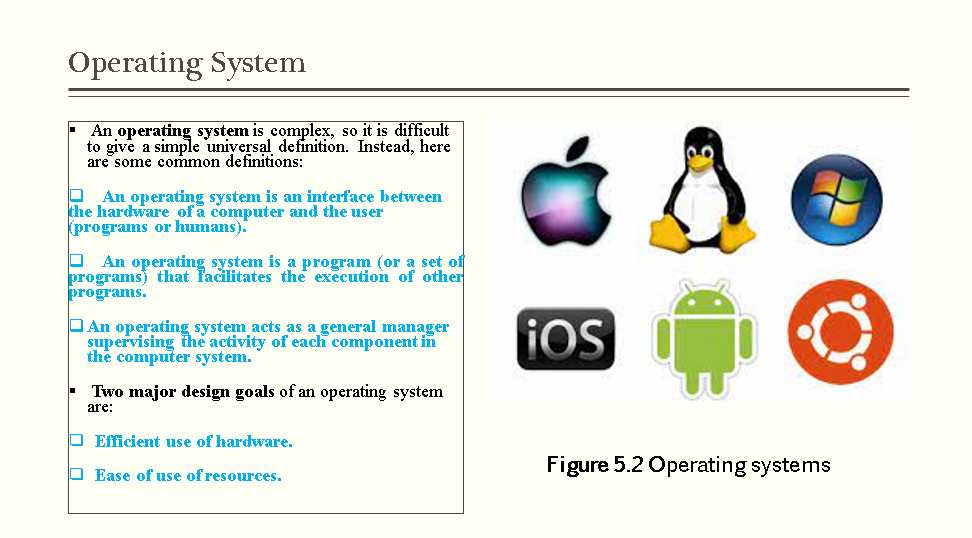 Operating System
▪ An operating system is complex, so it is difficult
to give a simple universal definition. Instead, here
are some common definitions:
❑ An operating system is an interface between
the hardware of a computer and the user
(programs or humans).
❑ An operating system is a program (or a set of
programs) that facilitates the execution of other
programs.
❑ An operating system acts as a general manager
supervising the activity of each component in
the computer system.
▪ Two major design goals of an operating system
are:
❑ Efficient use of hardware.
❑ Ease of use of resources.
iOS
Figure 5.2 Operating systems